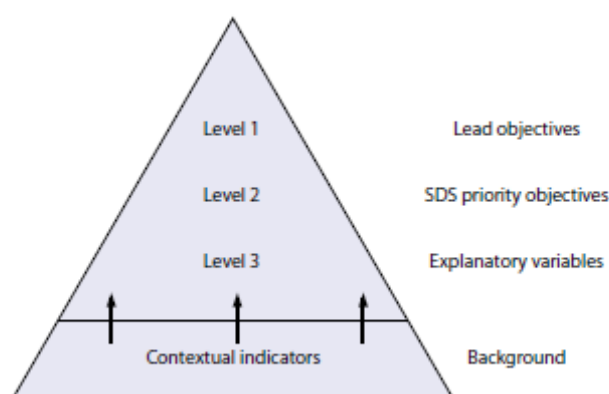 Level 1 Lead objectives
Level 2 SDS priority objectives
Level 3 Explanatory variables
Contextual indicators Background